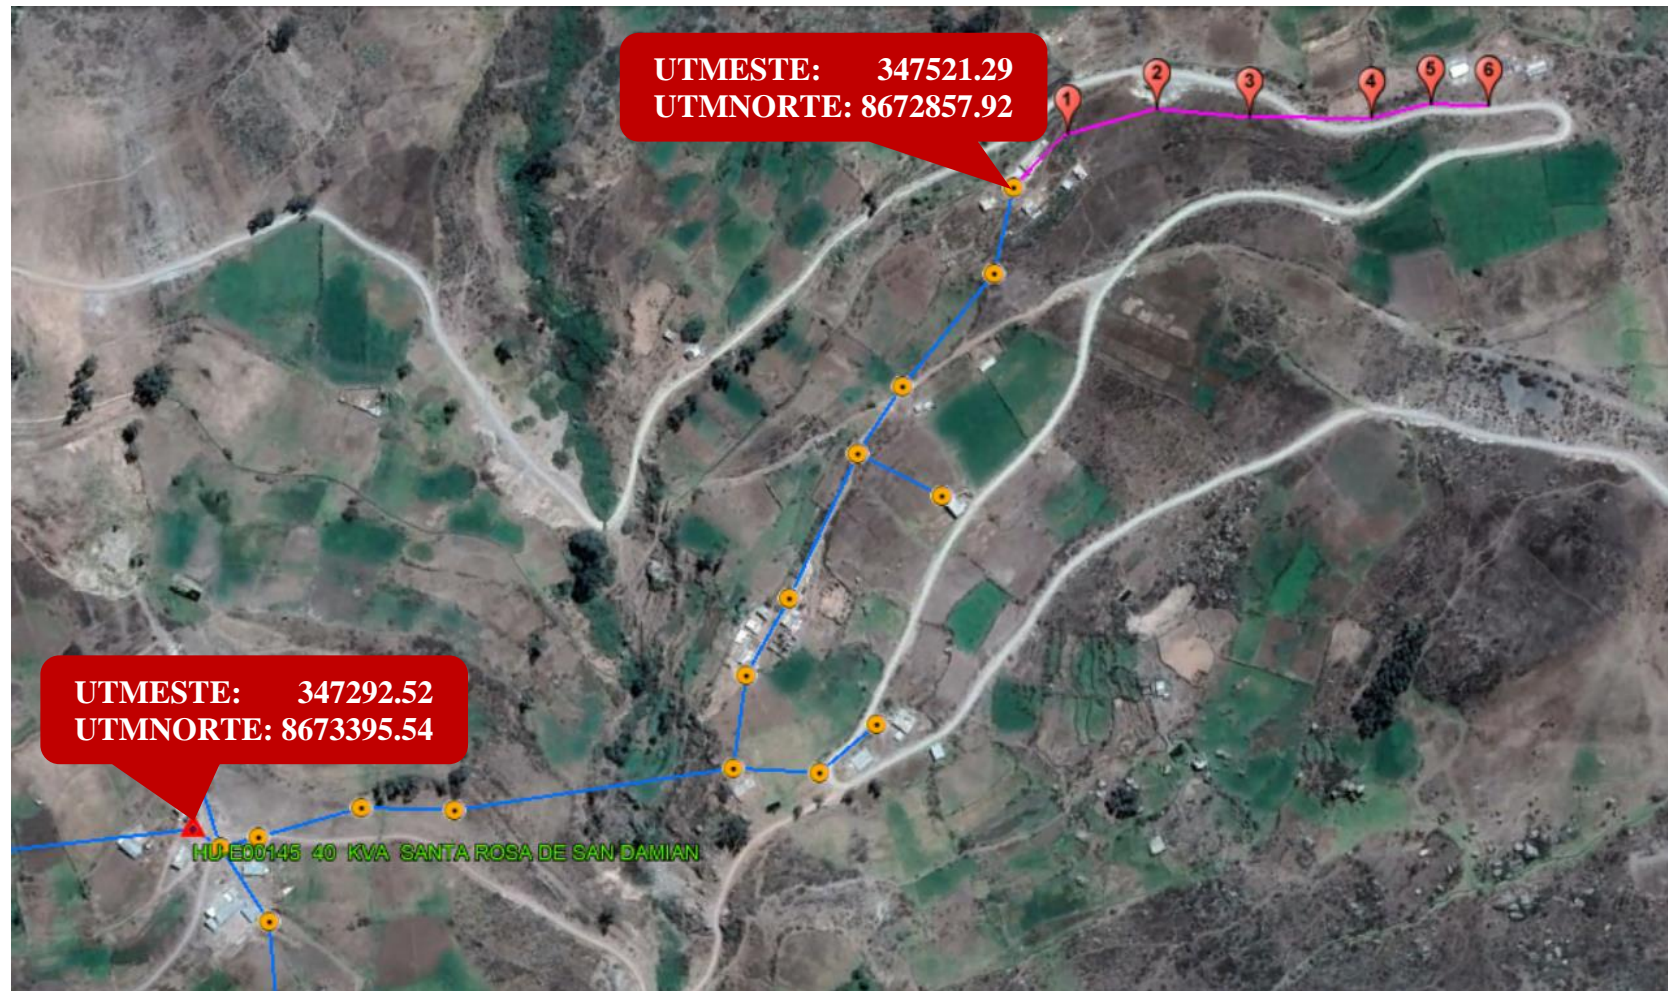 UTMESTE: 347521.29
UTMNORTE: 8672857.92
1
2
3
4
5
6
UTMESTE: 347292.52
UTMNORTE: 8673395.54
HU-E00145 40 KVA SANTA ROSA DE SAN DAMIAN